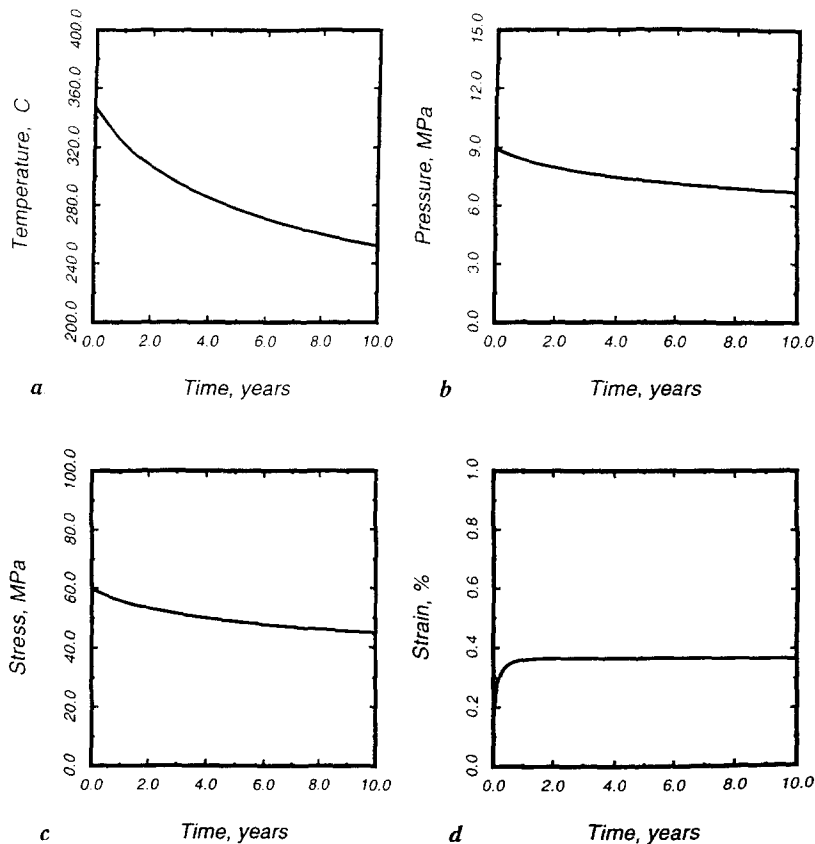 400.0
360.0
320.0
280.0
240.0
200.0
Temperature, C
0.0 2.0 4.0 6.0 8.0 10.0
Time, years
a
15.0
12.0
9.0
6.0
3.0
0.0
Pressure, MPa
0.0 2.0 4.0 6.0 8.0 10.0
Time, years
b
100.0
80.0
60.0
40.0
20.0
0.0
Stress, MPa
0.0 2.0 4.0 6.0 8.0 10.0
Time, years
c
1.0
0.8
0.6
0.4
0.2
0.0
Strain, %
0.0 2.0 4.0 6.0 8.0 10.0
Time, years
d